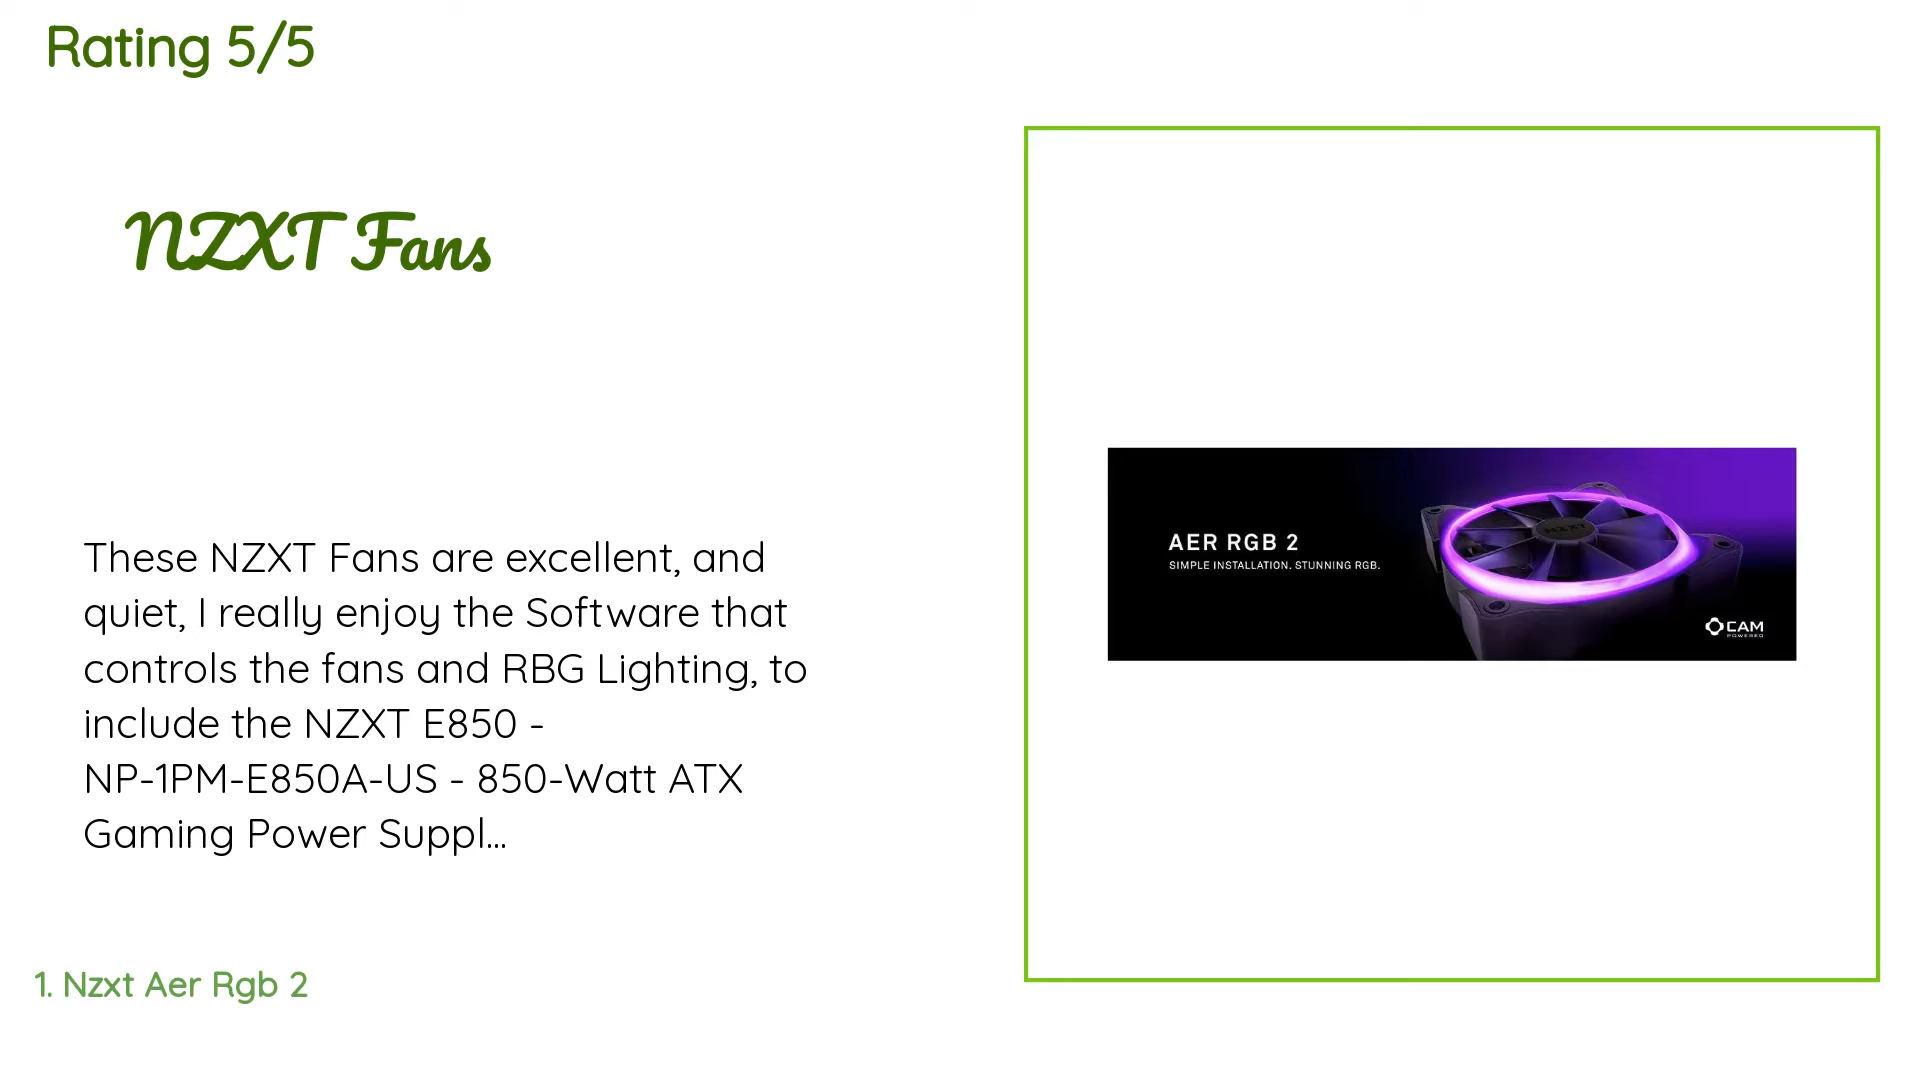 Rating 5/5
NZXT Fans
These NZXT Fans are excellent, and
quiet, I really enjoy the Software that
controls the fans and RBG Lighting, to
include the NZXT E850 -
NP-1PM-E850A-US - 850-Watt ATX
Gaming Power Suppl...
AER RGB 2
SIMPLE INSTALLATION. STUNNING RGB.
NZXT
CAM
POWERED
1. Nzxt Aer Rgb 2